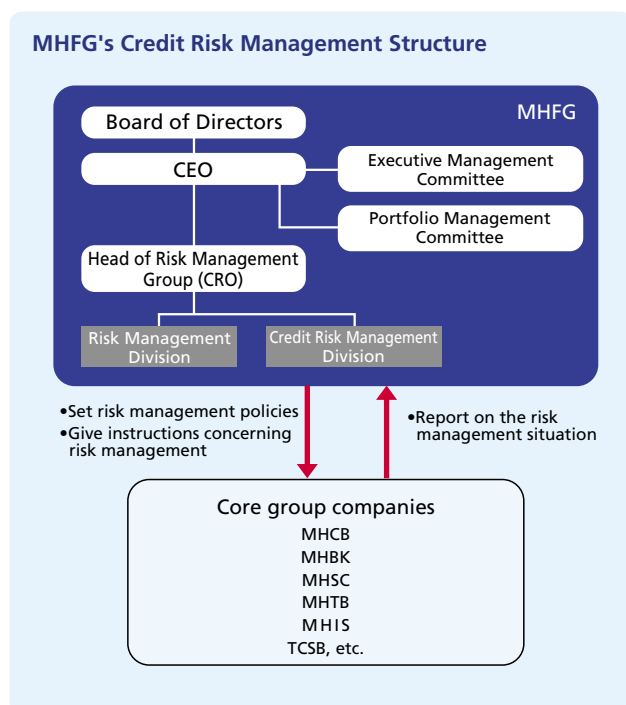 MHFG's Credit Risk Management Structure
MHFG
Board of Directors
CEO
Executive Management
Committee
Portfolio Management
Committee
Head of Risk Management
Group (CRO)
Risk Management
Division
Credit Risk Management
Division
•Set risk management policies
•Give instructions concerning
risk management
•Report on the risk
management situation
Core group companies
MHCB
MHBK
MHSC
MHTB
MHIS
TCSB, etc.